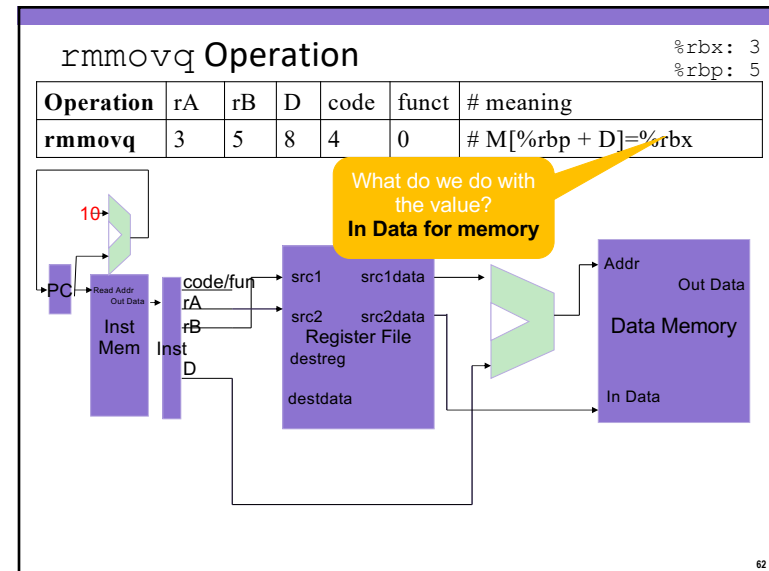 rmmovq Operation
%rbx: 3
%rbp: 5
Operation rA rB D code funct # meaning
rmmovq 3 5 8 4 0 # M[%rbp + D]=%rbx
What do we do with
the value?
In Data for memory
10
PC
Read Addr
Out Data
Inst
Mem
Inst
code/fun
rA
rB
D
src1
src1data
src2
src2data
Register File
destreg
destdata
Addr
Out Data
Data Memory
In Data
62